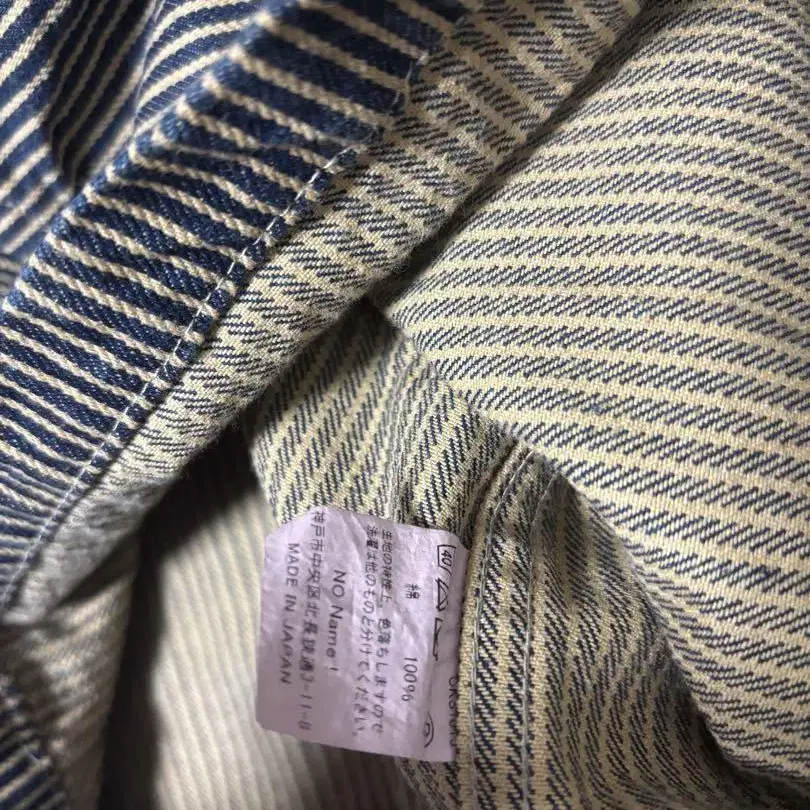 40
綿 100%
生地の特性上、色落ちしますので
洗濯は他のものと分けてください。
NO Name!
神戸市中央区北長狭通3-11-8
MADE IN JAPAN